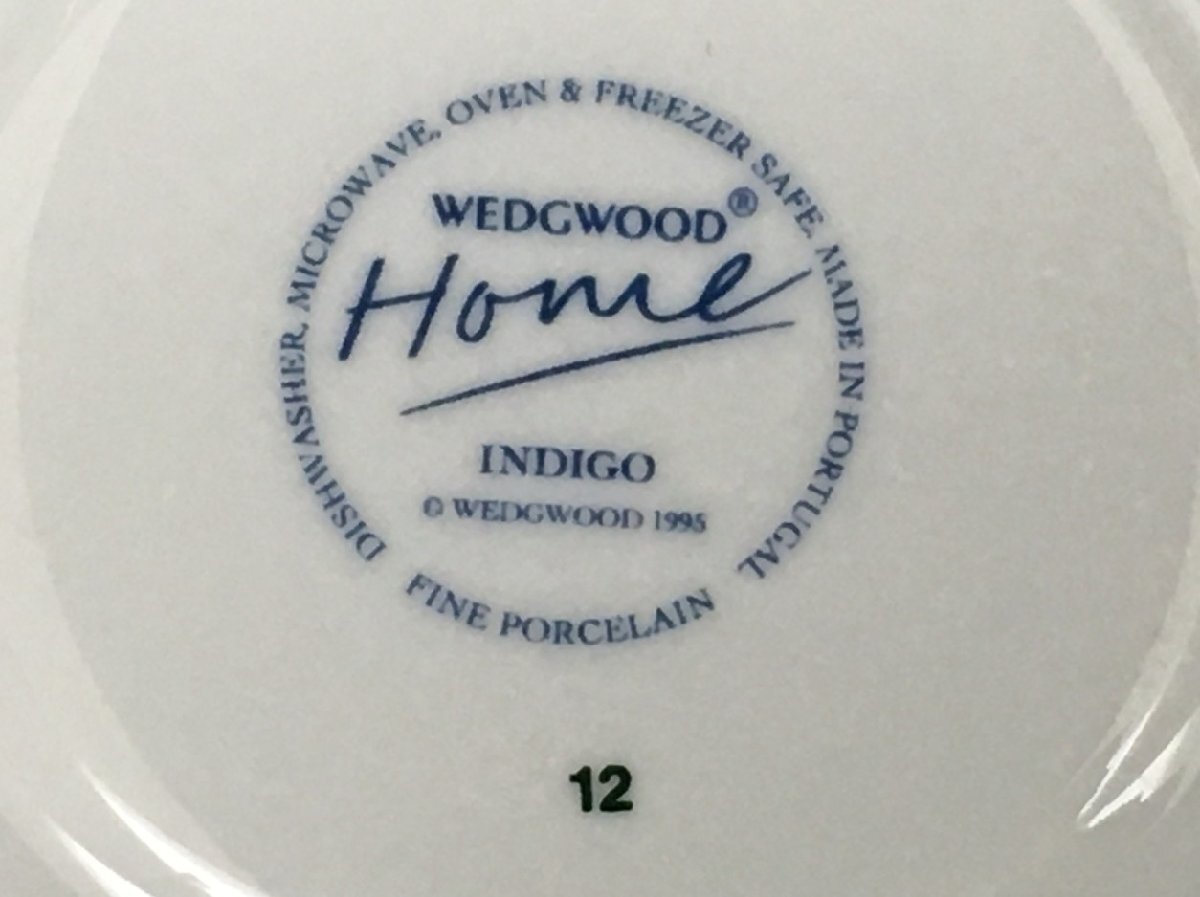 DISHWASHER, MICROWAVE, OVEN & FREEZER SAFE. MADE IN PORTUGAL
WEDGWOOD®
Home
INDIGO
© WEDGWOOD 1995
FINE PORCELAIN
12